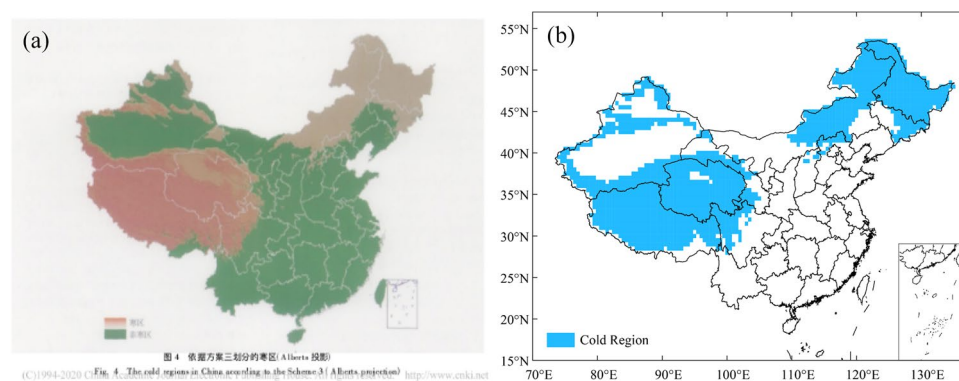 (a)
寒区
非寒区
图 4 依据方案三划分的寒区(Alberta 投影)
Fig. 4 The cold regions in China according to the Scheme 3 ( Alberta projection)
(C)1994-2020 China Academic Journal Electronic Publishing House. All rights reserved. http://www.cnki.net
(b)
55°N
50°N
45°N
40°N
35°N
30°N
25°N
20°N
15°N
Cold Region
70°E 80°E 90°E 100°E 110°E 120°E 130°E